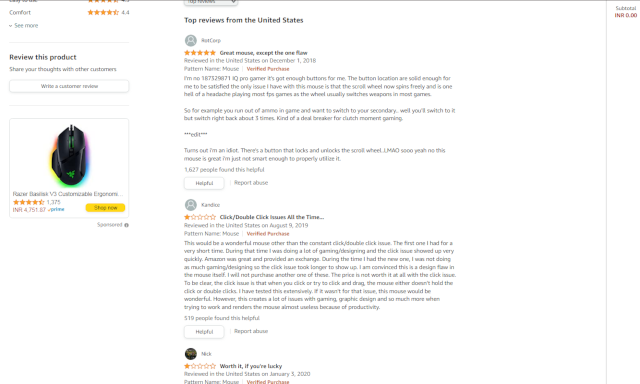 Top reviews
Easy to use 4.5
Comfort 4.4
See more
Review this product
Share your thoughts with other customers
Write a customer review
Razer Basilisk V3 Customizable Ergonomi...
1,375
INR 4,751.87 prime
Shop now
Sponsored
Top reviews from the United States
RotCorp
Great mouse, except the one flaw
Reviewed in the United States on December 1, 2018
Pattern Name: Mouse | Verified Purchase
I'm no 187329871 IQ pro gamer it's got enough buttons for me. The button location are solid enough for
me to be satisfied the only issue I have with this mouse is that the scroll wheel now spins freely and is one
hell of a headache playing most fps games as the wheel usually switches weapons in most games.
So for example you run out of ammo in game and want to switch to your secondary.. well you'll switch to it
but switch right back about 3 times. Kind of a deal breaker for clutch moment gaming.
***edit***
Turns out i'm an idiot. There's a button that locks and unlocks the scroll wheel..LMAO sooo yeah no this
mouse is great i'm just not smart enough to properly utilize it.
1,627 people found this helpful
Helpful | Report abuse
Kandice
Click/Double Click Issues All the Time...
Reviewed in the United States on August 9, 2019
Pattern Name: Mouse | Verified Purchase
This would be a wonderful mouse other than the constant click/double click issue. The first one I had for a
very short time. During that time I was doing a lot of gaming/designing and the click issue showed up very
quickly. Amazon was great and provided an exchange. During the time I had the new one, I was not doing
as much gaming/designing so the click issue took longer to show up. I am convinced this is a design flaw in
the mouse itself. I will not purchase another one of these. The price is not worth it at all with the click issue.
To be clear, the click issue is that when you click or try to click and drag, the mouse either doesn't hold the
click or double clicks. I have tested this extensively. If it wasn't for that issue, this mouse would be
wonderful. However, this creates a lot of issues with gaming, graphic design and so much more when
trying to work and renders the mouse almost useless because of productivity.
519 people found this helpful
Helpful | Report abuse
Nick
Worth it, if you're lucky
Reviewed in the United States on January 3, 2020
Pattern Name: Mouse | Verified Purchase
Subtotal
INR 0.00